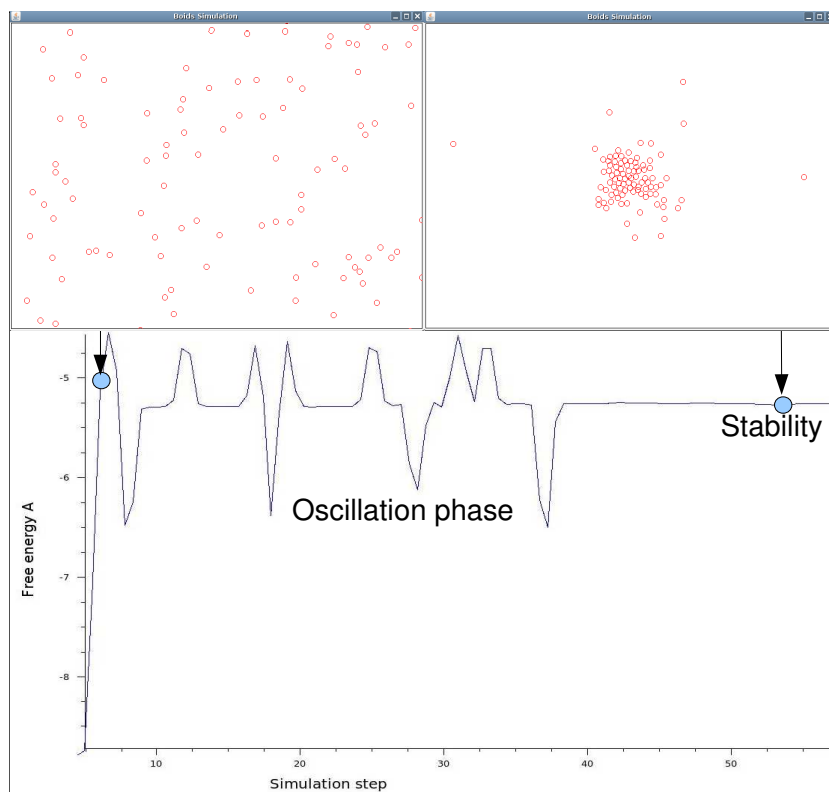 Boids Simulation
Boids Simulation
-5
-6
-7
-8
Free energy A
Stability
Oscillation phase
10
20
30
40
50
Simulation step